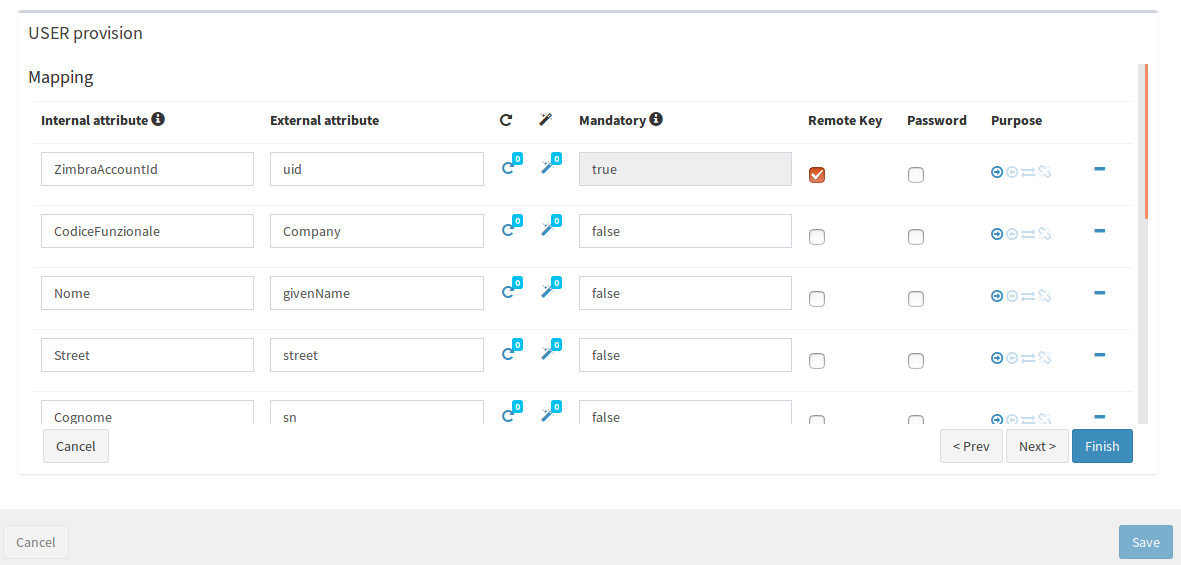 USER provision
Mapping
Internal attribute External attribute Mandatory Remote Key Password Purpose
ZimbraAccountId uid 0 0 true
CodiceFunzionale Company 0 0 false
Nome givenName 0 0 false
Street street 0 0 false
Cognome sn 0 0 false
Cancel < Prev Next > Finish
Cancel Save